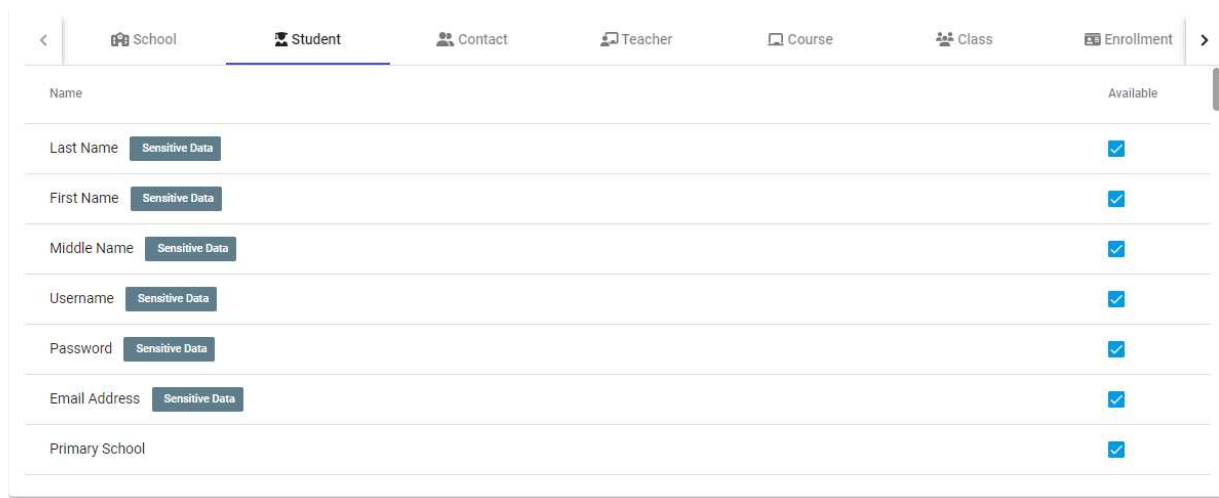 School Student Contact Teacher Course Class Enrollment
Name Available
Last Name Sensitive Data
First Name Sensitive Data
Middle Name Sensitive Data
Username Sensitive Data
Password Sensitive Data
Email Address Sensitive Data
Primary School